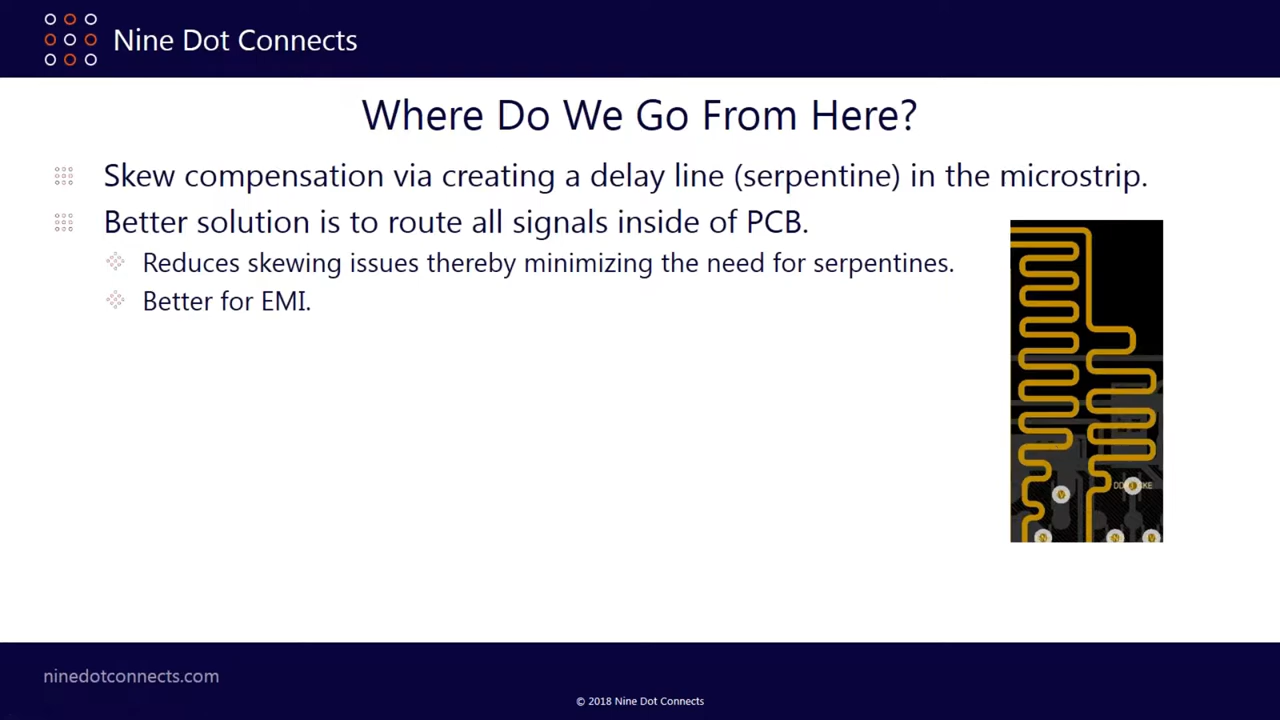 Nine Dot Connects
Where Do We Go From Here?
Skew compensation via creating a delay line (serpentine) in the microstrip.
Better solution is to route all signals inside of PCB.
Reduces skewing issues thereby minimizing the need for serpentines.
Better for EMI.
ninedotconnects.com
© 2018 Nine Dot Connects